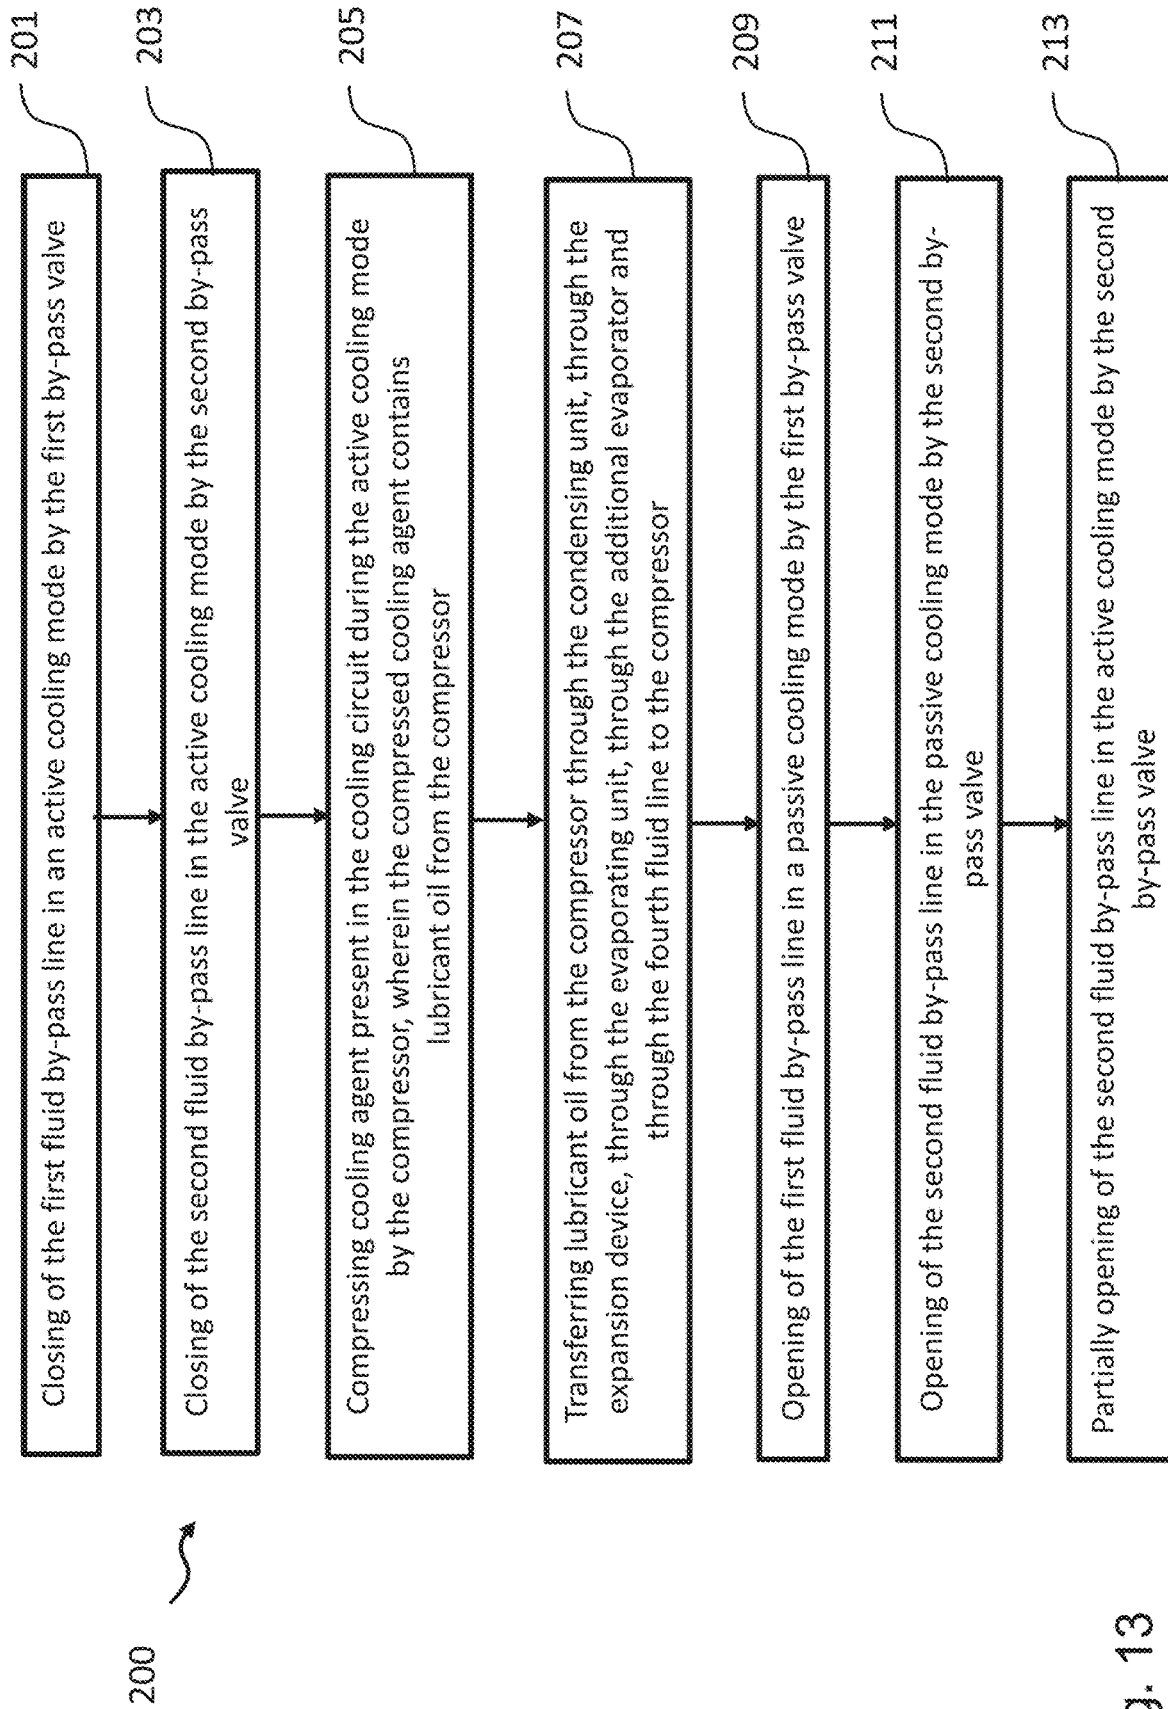 201
Closing of the first fluid by-pass line in an active cooling mode by the first by-pass valve
203
Closing of the second fluid by-pass line in the active cooling mode by the second by-pass
valve
205
Compressing cooling agent present in the cooling circuit during the active cooling mode
by the compressor, wherein the compressed cooling agent contains
lubricant oil from the compressor
207
Transferring lubricant oil from the compressor through the condensing unit, through the
expansion device, through the evaporating unit, through the additional evaporator and
through the fourth fluid line to the compressor
209
Opening of the first fluid by-pass line in a passive cooling mode by the first by-pass valve
211
Opening of the second fluid by-pass line in the passive cooling mode by the second by-
pass valve
213
Partially opening of the second fluid by-pass line in the active cooling mode by the second
by-pass valve
200
g. 13